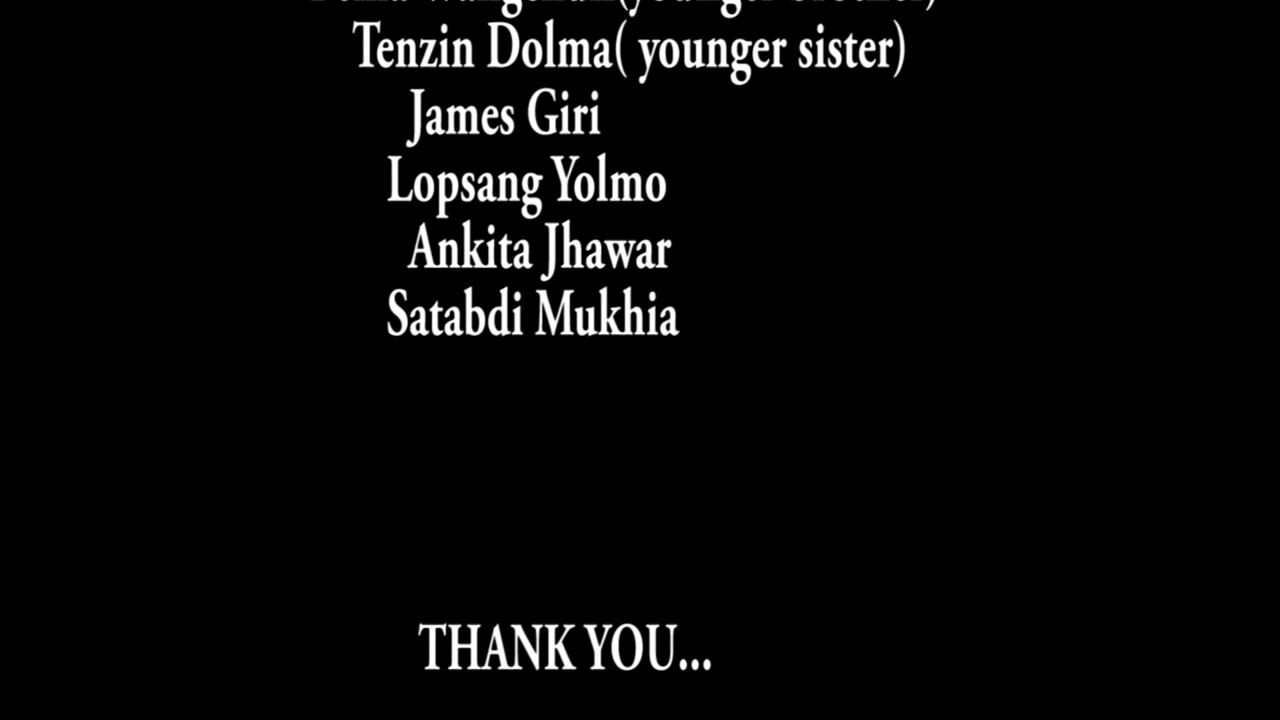 Tenzin Dolma( younger sister)
James Giri
Lopsang Yolmo
Ankita Jhawar
Satabdi Mukhia
THANK YOU...